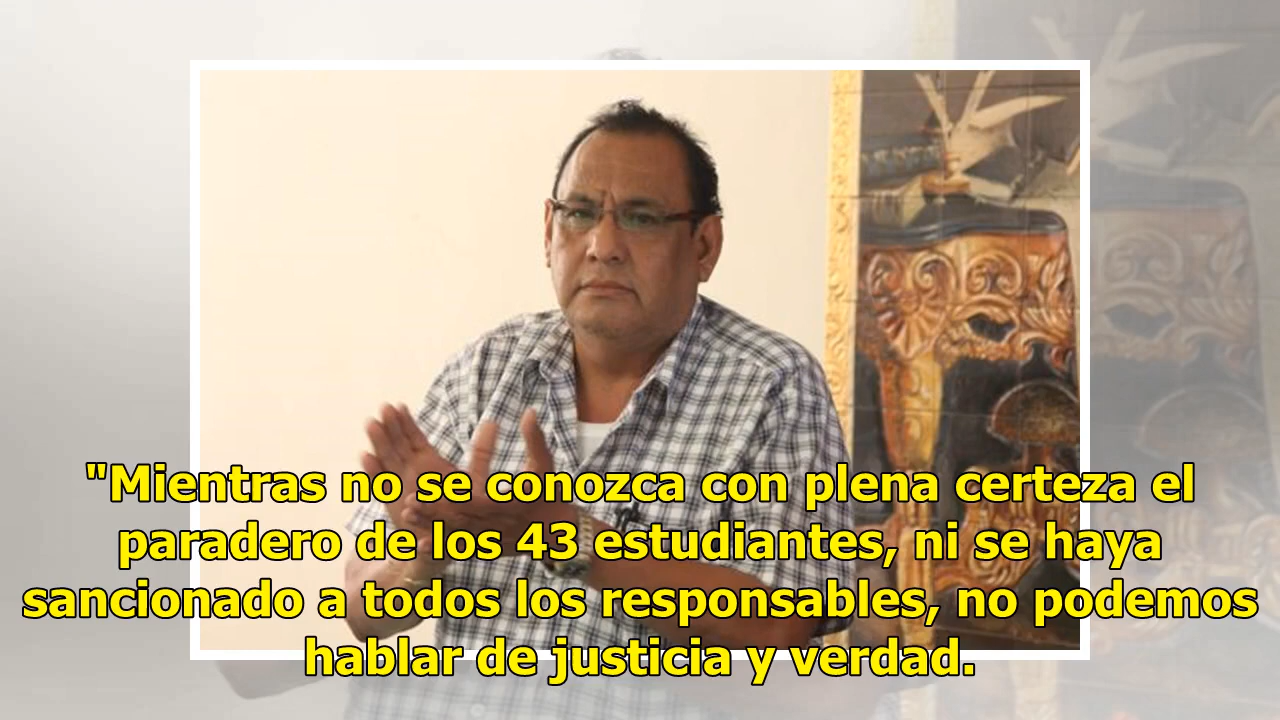 "Mientras no se conozca con plena certeza el
paradero de los 43 estudiantes, ni se haya
sancionado a todos los responsables, no podemos
hablar de justicia y verdad.